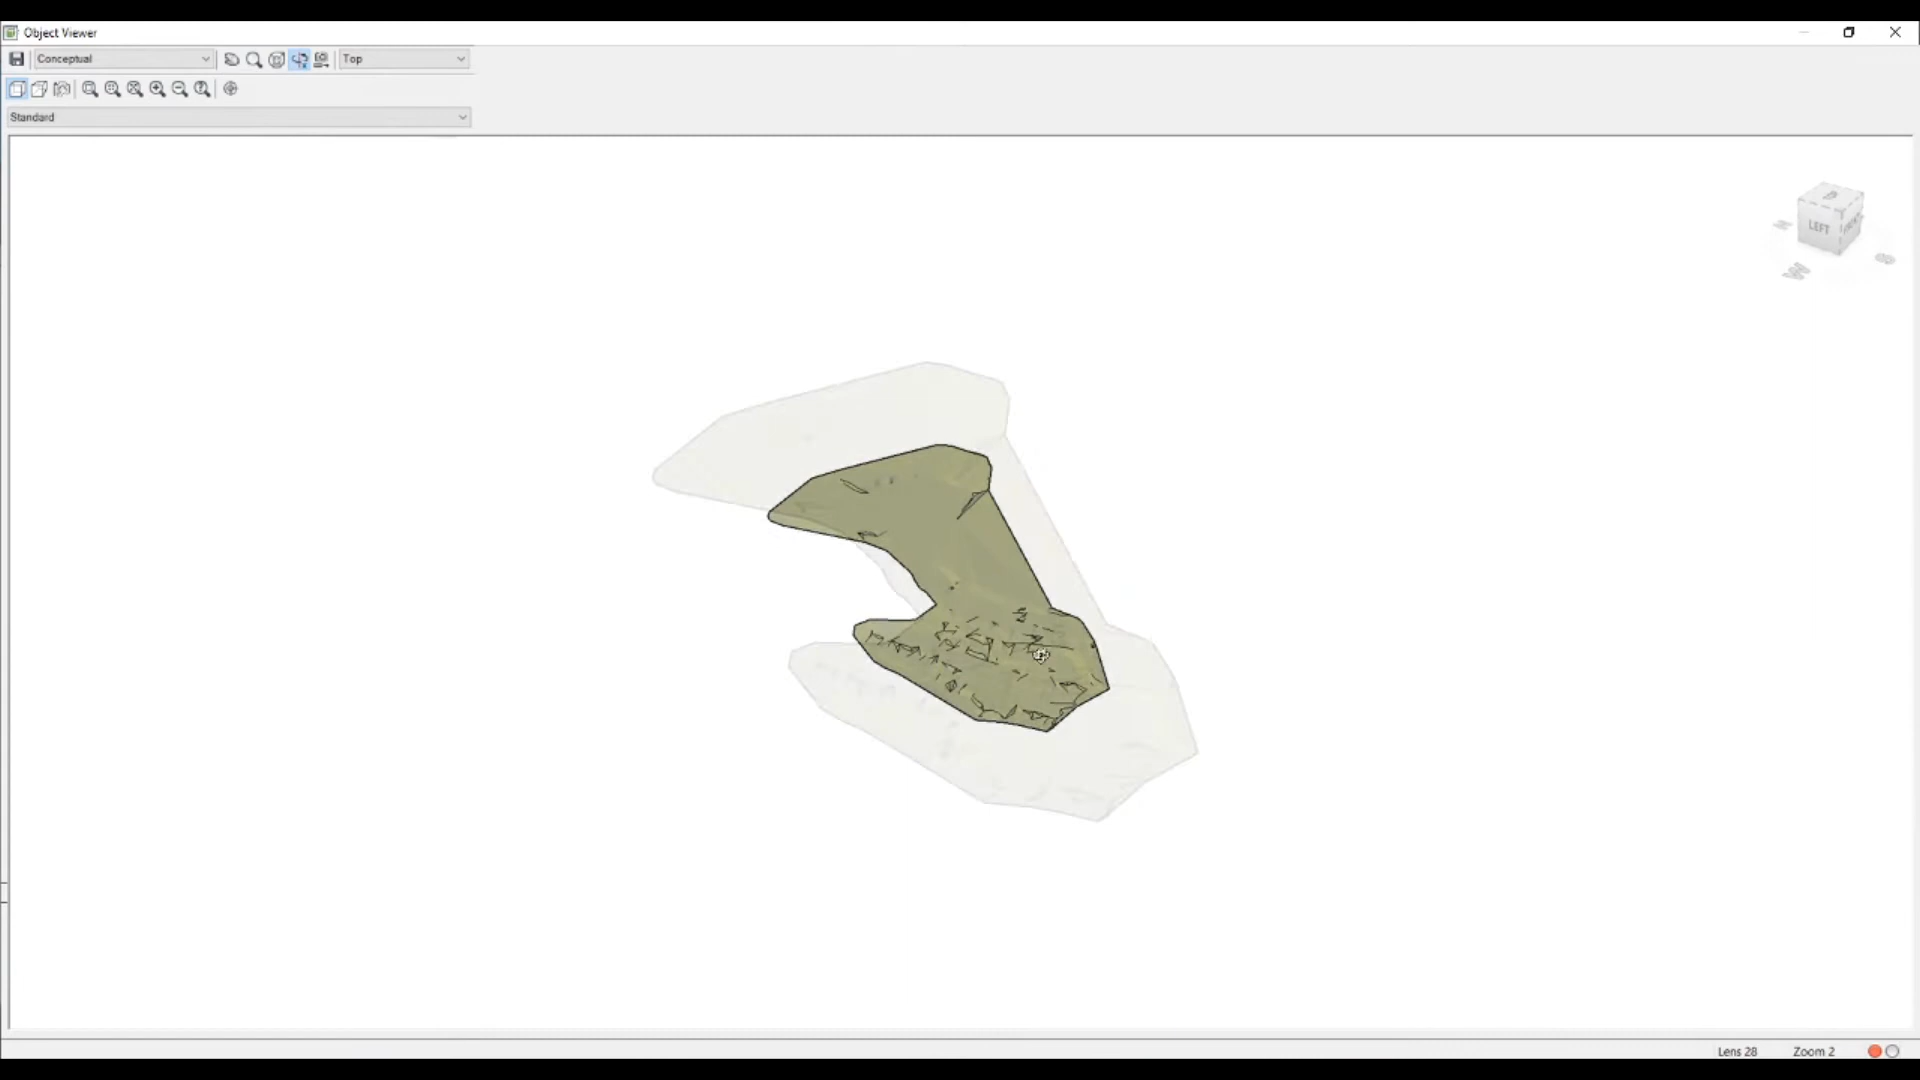 Object Viewer
Conceptual
Top
Standard
LEFT
W
S
Lens 28
Zoom 2